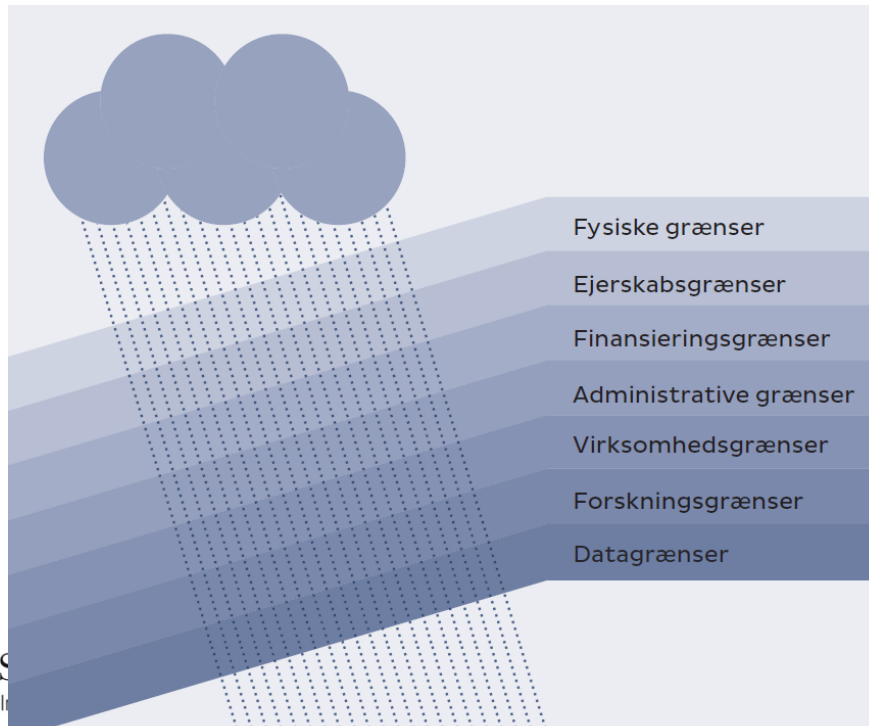 Fysiske grænser
Ejerskabsgrænser
Finansieringsgrænser
Administrative grænser
Virksomhedsgrænser
Forskningsgrænser
Datagrænser